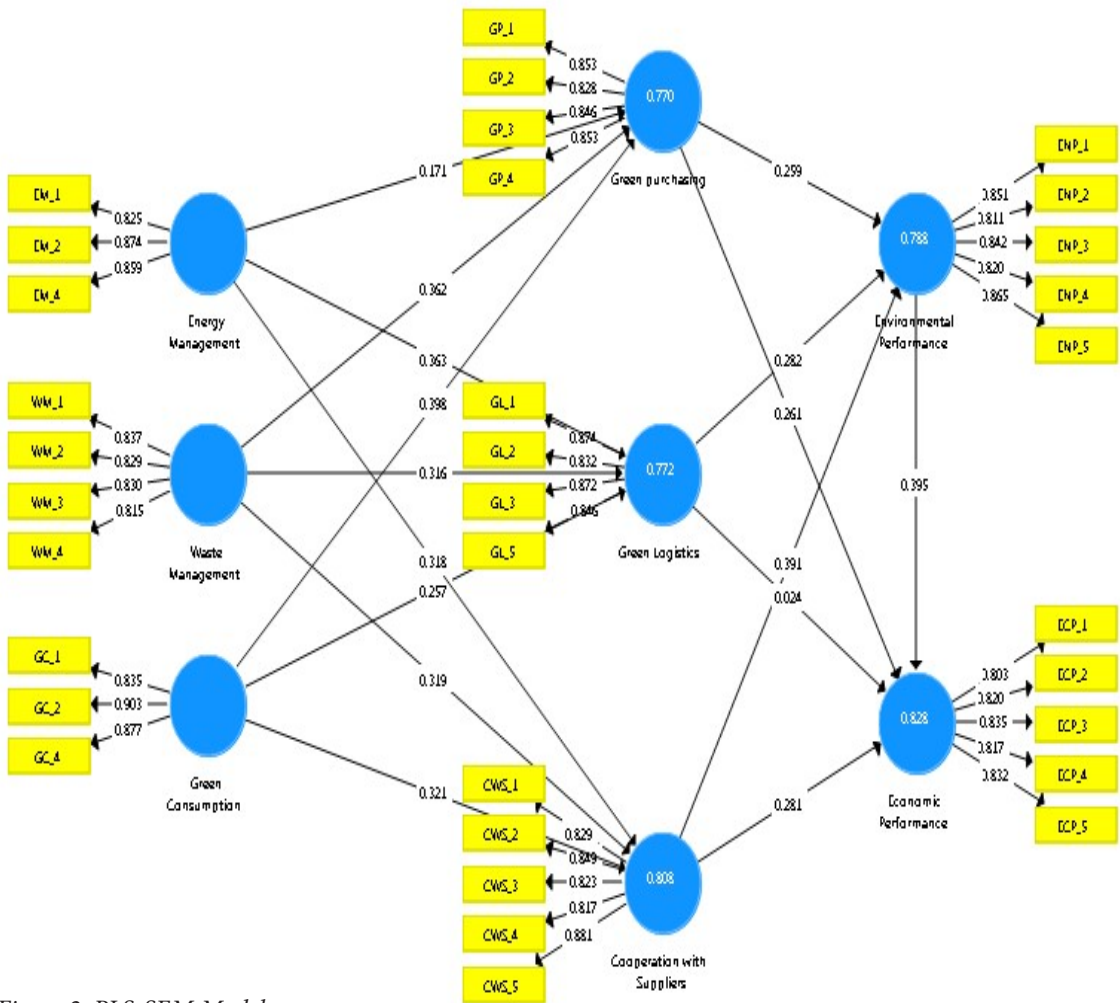 GP_1
0.853
GP_2
0.828
0.770
0.846
GP_3
0.853
GP_4
0.171
Green purchasing
0.259
EM_1
0.825
EM_2
0.874
EM_4
0.859
Energy
Management
ENP_1
0.851
ENP_2
0.811
0.788
0.842
ENP_3
0.820
ENP_4
0.865
ENP_5
Environmental
Performance
0.362
0.363
0.398
0.282
0.261
0.395
WM_1
0.837
WM_2
0.829
WM_3
0.830
0.815
WM_4
Waste
Management
0.316
GL_1
0.874
GL_2
0.832
0.772
0.872
GL_3
0.846
GL_5
Green Logistics
0.318
0.257
0.391
0.024
0.319
GC_1
0.835
GC_2
0.903
0.877
GC_4
Green
Consumption
0.321
CWS_1
0.829
CWS_2
0.849
CWS_3
0.823
0.808
0.817
CWS_4
0.881
CWS_5
Cooperation with
Suppliers
0.281
ECP_1
0.803
ECP_2
0.820
0.828
0.835
ECP_3
0.817
ECP_4
0.832
ECP_5
Economic
Performance